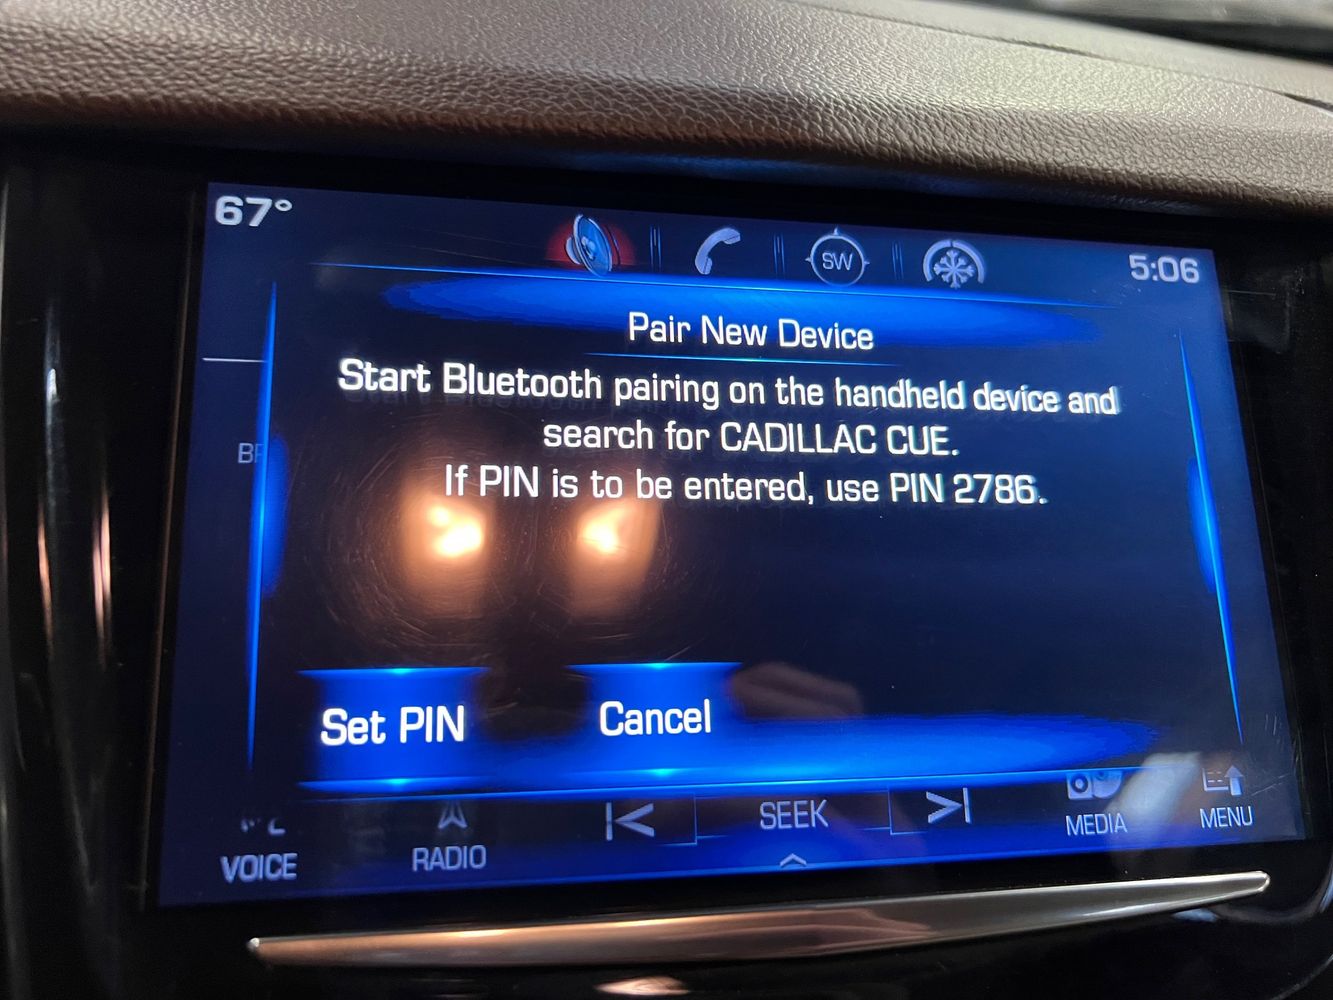 67°
SW
5:06
Pair New Device
Start Bluetooth pairing on the handheld device and
search for CADILLAC CUE.
If PIN is to be entered, use PIN 2786.
Set PIN
Cancel
VOICE
RADIO
SEEK
MEDIA
MENU